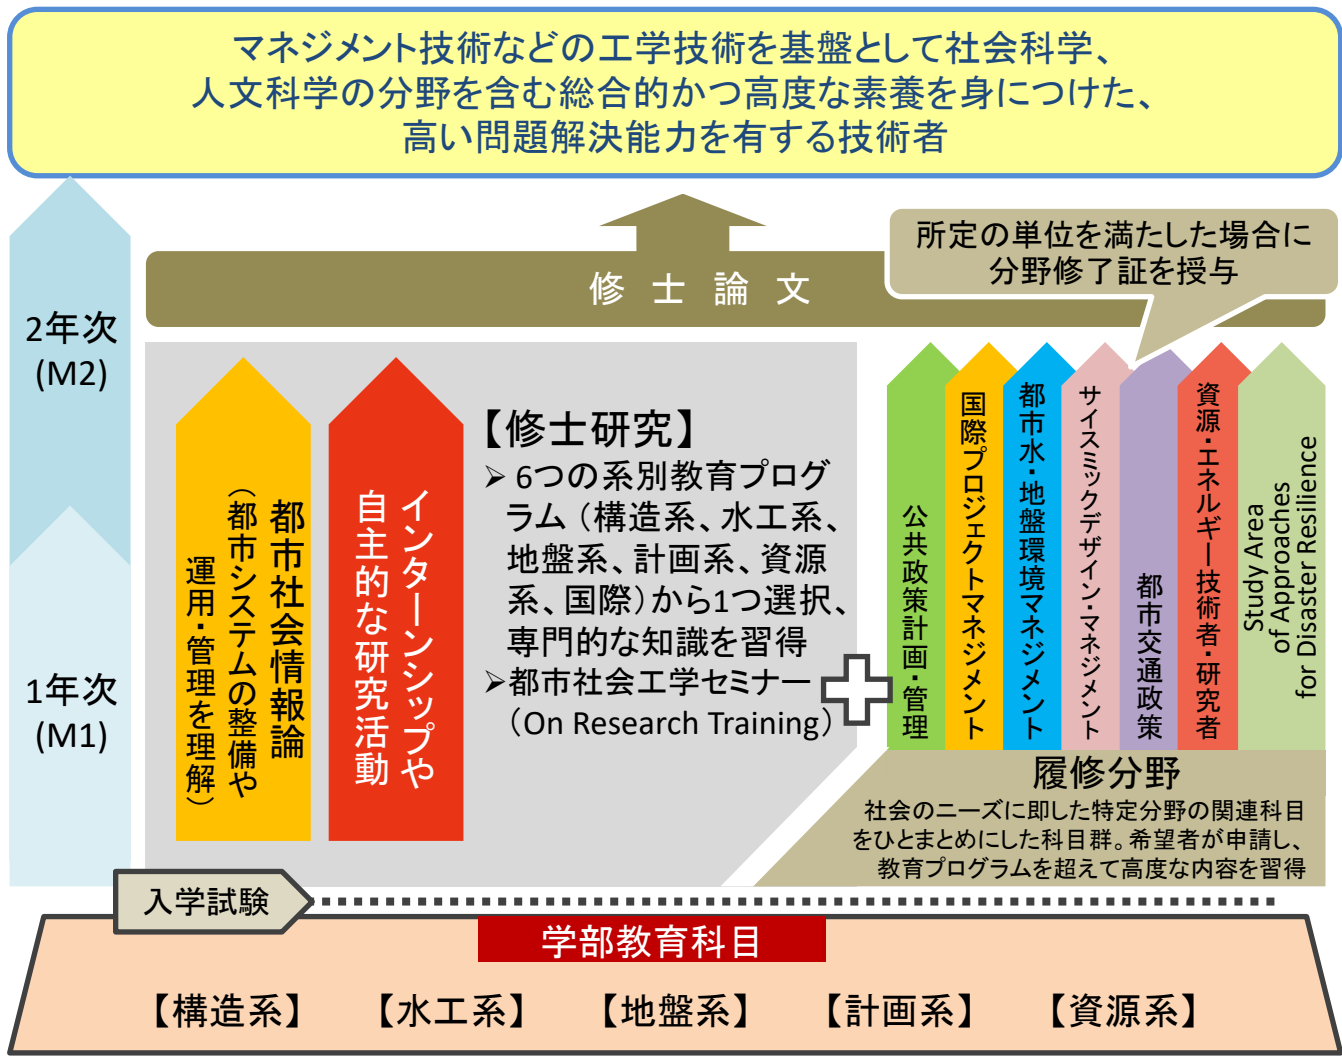 マネジメント技術などの工学技術を基盤として社会科学、
人文科学の分野を含む総合的かつ高度な素養を身につけた、
高い問題解決能力を有する技術者
所定の単位を満たした場合に
分野修了証を授与
修 士 論 文
2年次
(M2)
1年次
(M1)
都市社会情報論
（都市システムの整備や
運用・管理を理解）
インターンシップや
自主的な研究活動
【修士研究】
➢ 6つの系別教育プログ
ラム（構造系、水工系、
地盤系、計画系、資源
系、国際）から1つ選択、
専門的な知識を習得
➢都市社会工学セミナー
（On Research Training）
公共政策計画・管理
国際プロジェクトマネジメント
都市水・地盤環境マネジメント
サイスミックデザイン・マネジメント
都市交通政策
資源・エネルギー技術者・研究者
Study Area
of Approaches
for Disaster Resilience
履修分野
社会のニーズに即した特定分野の関連科目
をひとまとめにした科目群。希望者が申請し、
教育プログラムを超えて高度な内容を習得
入学試験
学部教育科目
【構造系】 【水工系】 【地盤系】 【計画系】 【資源系】